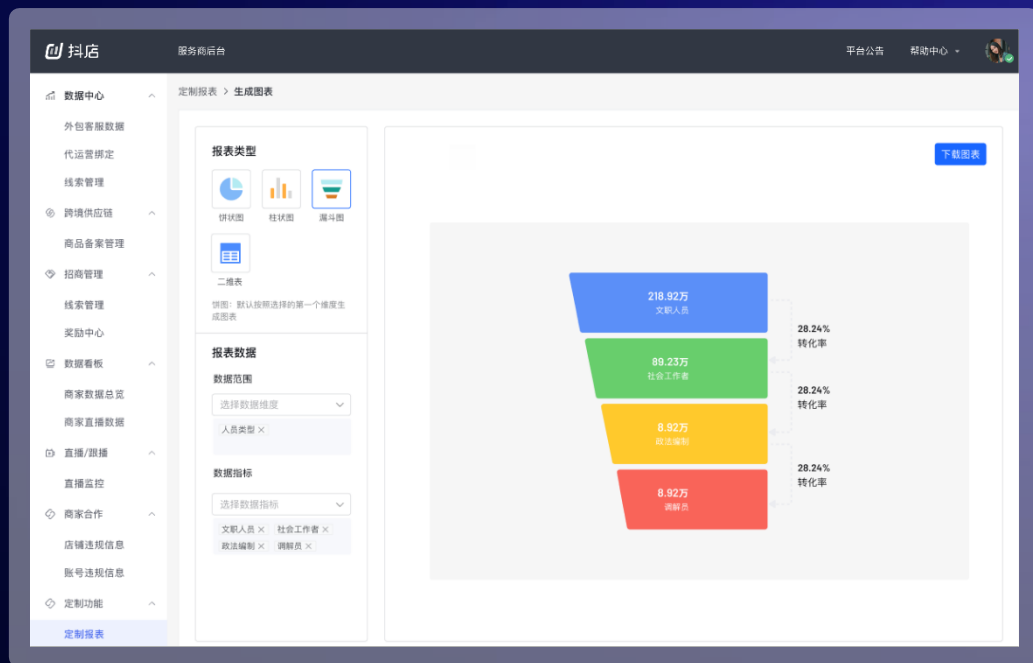 抖店
服务商后台
平台公告
帮助中心
数据中心
外包客服数据
代运营绑定
线索管理
跨境供应链
商品备案管理
招商管理
线索管理
奖励中心
数据看板
商家数据总览
商家直播数据
直播/跟播
直播监控
商家合作
店铺违规信息
账号违规信息
定制功能
定制报表
定制报表 > 生成图表
报表类型
饼状图 柱状图 漏斗图
二维表
饼图：默认按照选择的第一个维度生
成图表
报表数据
数据范围
选择数据维度
人员类型 ×
数据指标
选择数据指标
文职人员 × 社会工作者 ×
政法编制 × 调解员 ×
下载图表
218.92万
文职人员
28.24%
转化率
89.23万
社会工作者
28.24%
转化率
8.92万
政法编制
28.24%
转化率
8.92万
调解员